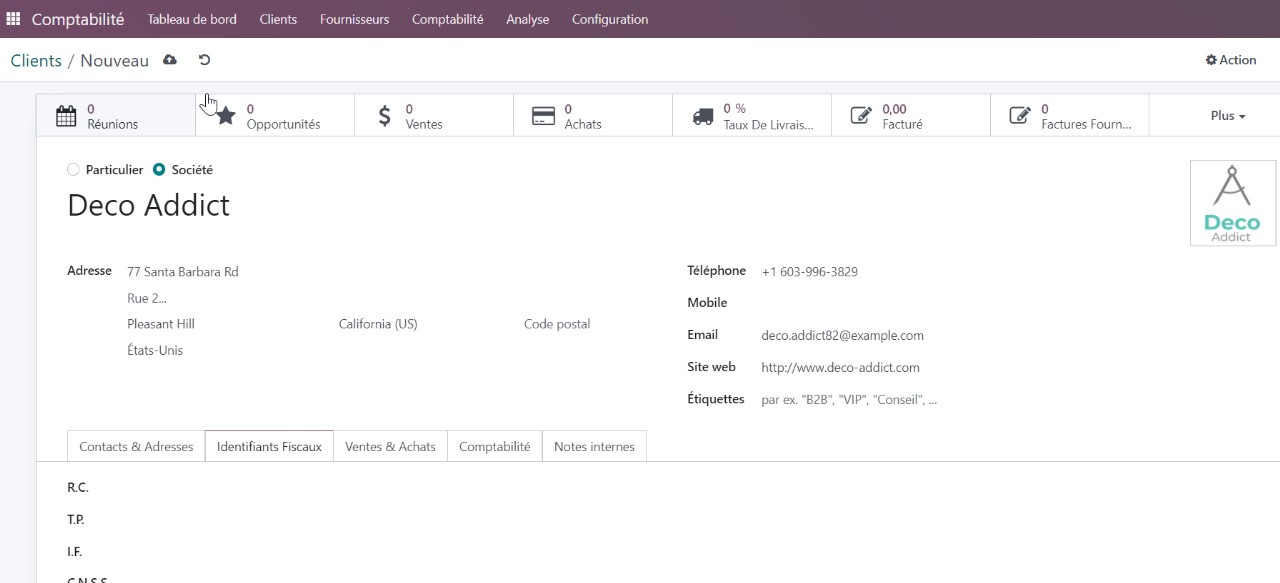 Comptabilité Tableau de bord Clients Fournisseurs Comptabilité Analyse Configuration
Clients / Nouveau Action
0 Réunions
0 Opportunités
0 Ventes
0 Achats
0 % Taux De Livrais...
0,00 Facturé
0 Factures Fourn...
Plus
Particulier Société
Deco Addict
Deco
Addict
Adresse 77 Santa Barbara Rd
Rue 2...
Pleasant Hill California (US) Code postal
États-Unis
Téléphone +1 603-996-3829
Mobile
Email deco.addict82@example.com
Site web http://www.deco-addict.com
Étiquettes par ex. "B2B", "VIP", "Conseil", ...
Contacts & Adresses Identifiants Fiscaux Ventes & Achats Comptabilité Notes internes
R.C.
T.P.
I.F.
C.N.S.S.